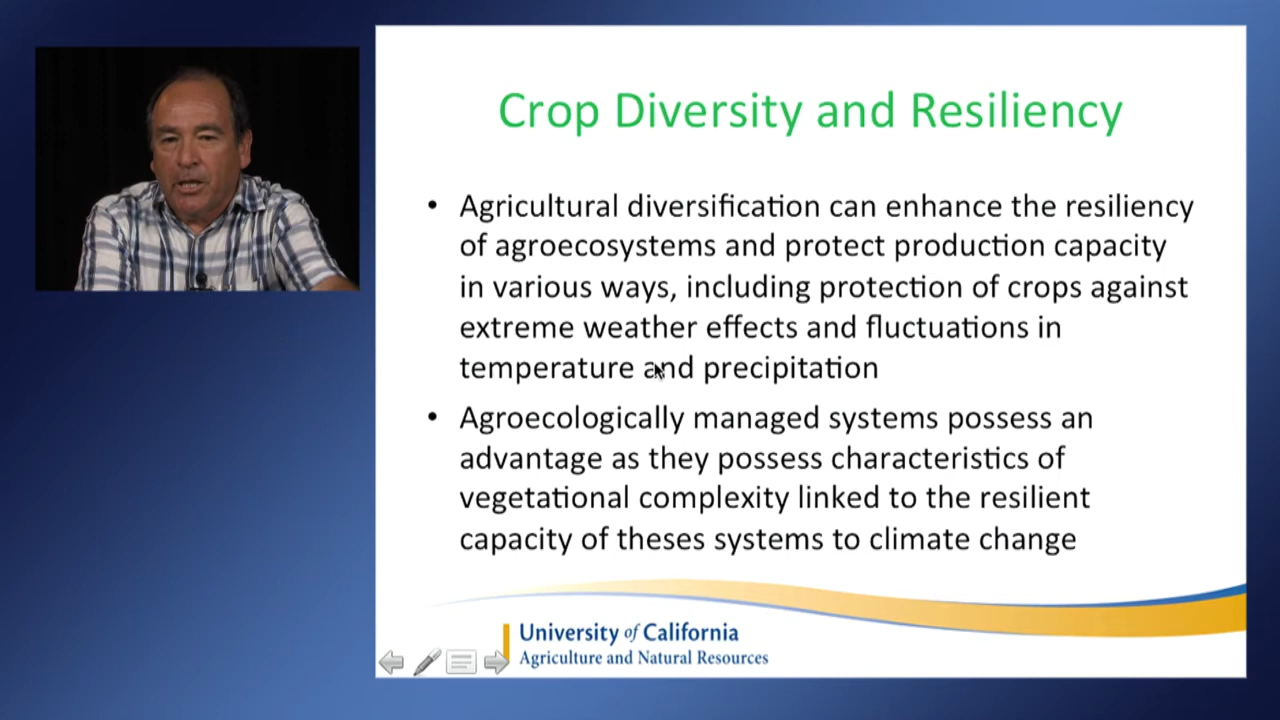 Crop Diversity and Resiliency
• Agricultural diversification can enhance the resiliency
of agroecosystems and protect production capacity
in various ways, including protection of crops against
extreme weather effects and fluctuations in
temperature and precipitation
• Agroecologically managed systems possess an
advantage as they possess characteristics of
vegetational complexity linked to the resilient
capacity of theses systems to climate change
University of California
Agriculture and Natural Resources